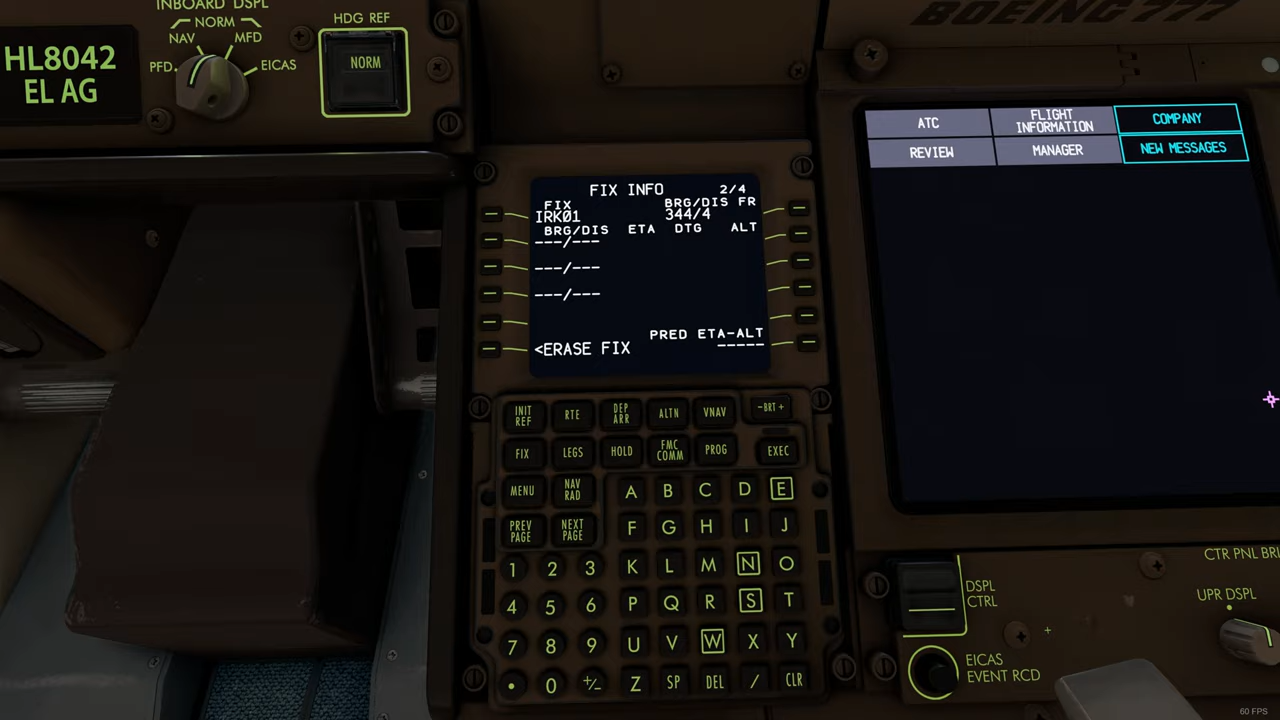 INBOARD DSPL
NORM
NAV MFD
PFD EICAS
HDG REF
NORM
HL8042
EL AG
BOEING 777
ATC
FLIGHT
INFORMATION
COMPANY
REVIEW
MANAGER
NEW MESSAGES
FIX INFO 2/4
FIX BRG/DIS FR
IRK01 344/4
BRG/DIS ETA DTG ALT
---/---
---/---
---/---
PRED ETA-ALT
<ERASE FIX -----
INIT
REF
RTE
DEP
ARR
ALTN
VNAV
-BRT+
FIX
LEGS
HOLD
FMC
COMM
PROG
EXEC
MENU
NAV
RAD
A B C D E
PREV
PAGE
NEXT
PAGE
F G H I J
1 2 3 K L M N O
4 5 6 P Q R S T
7 8 9 U V W X Y
. 0 +/- Z SP DEL / CLR
DSPL
CTRL
EICAS
EVENT RCD
CTR PNL BRI
UPR DSPL
60 FPS